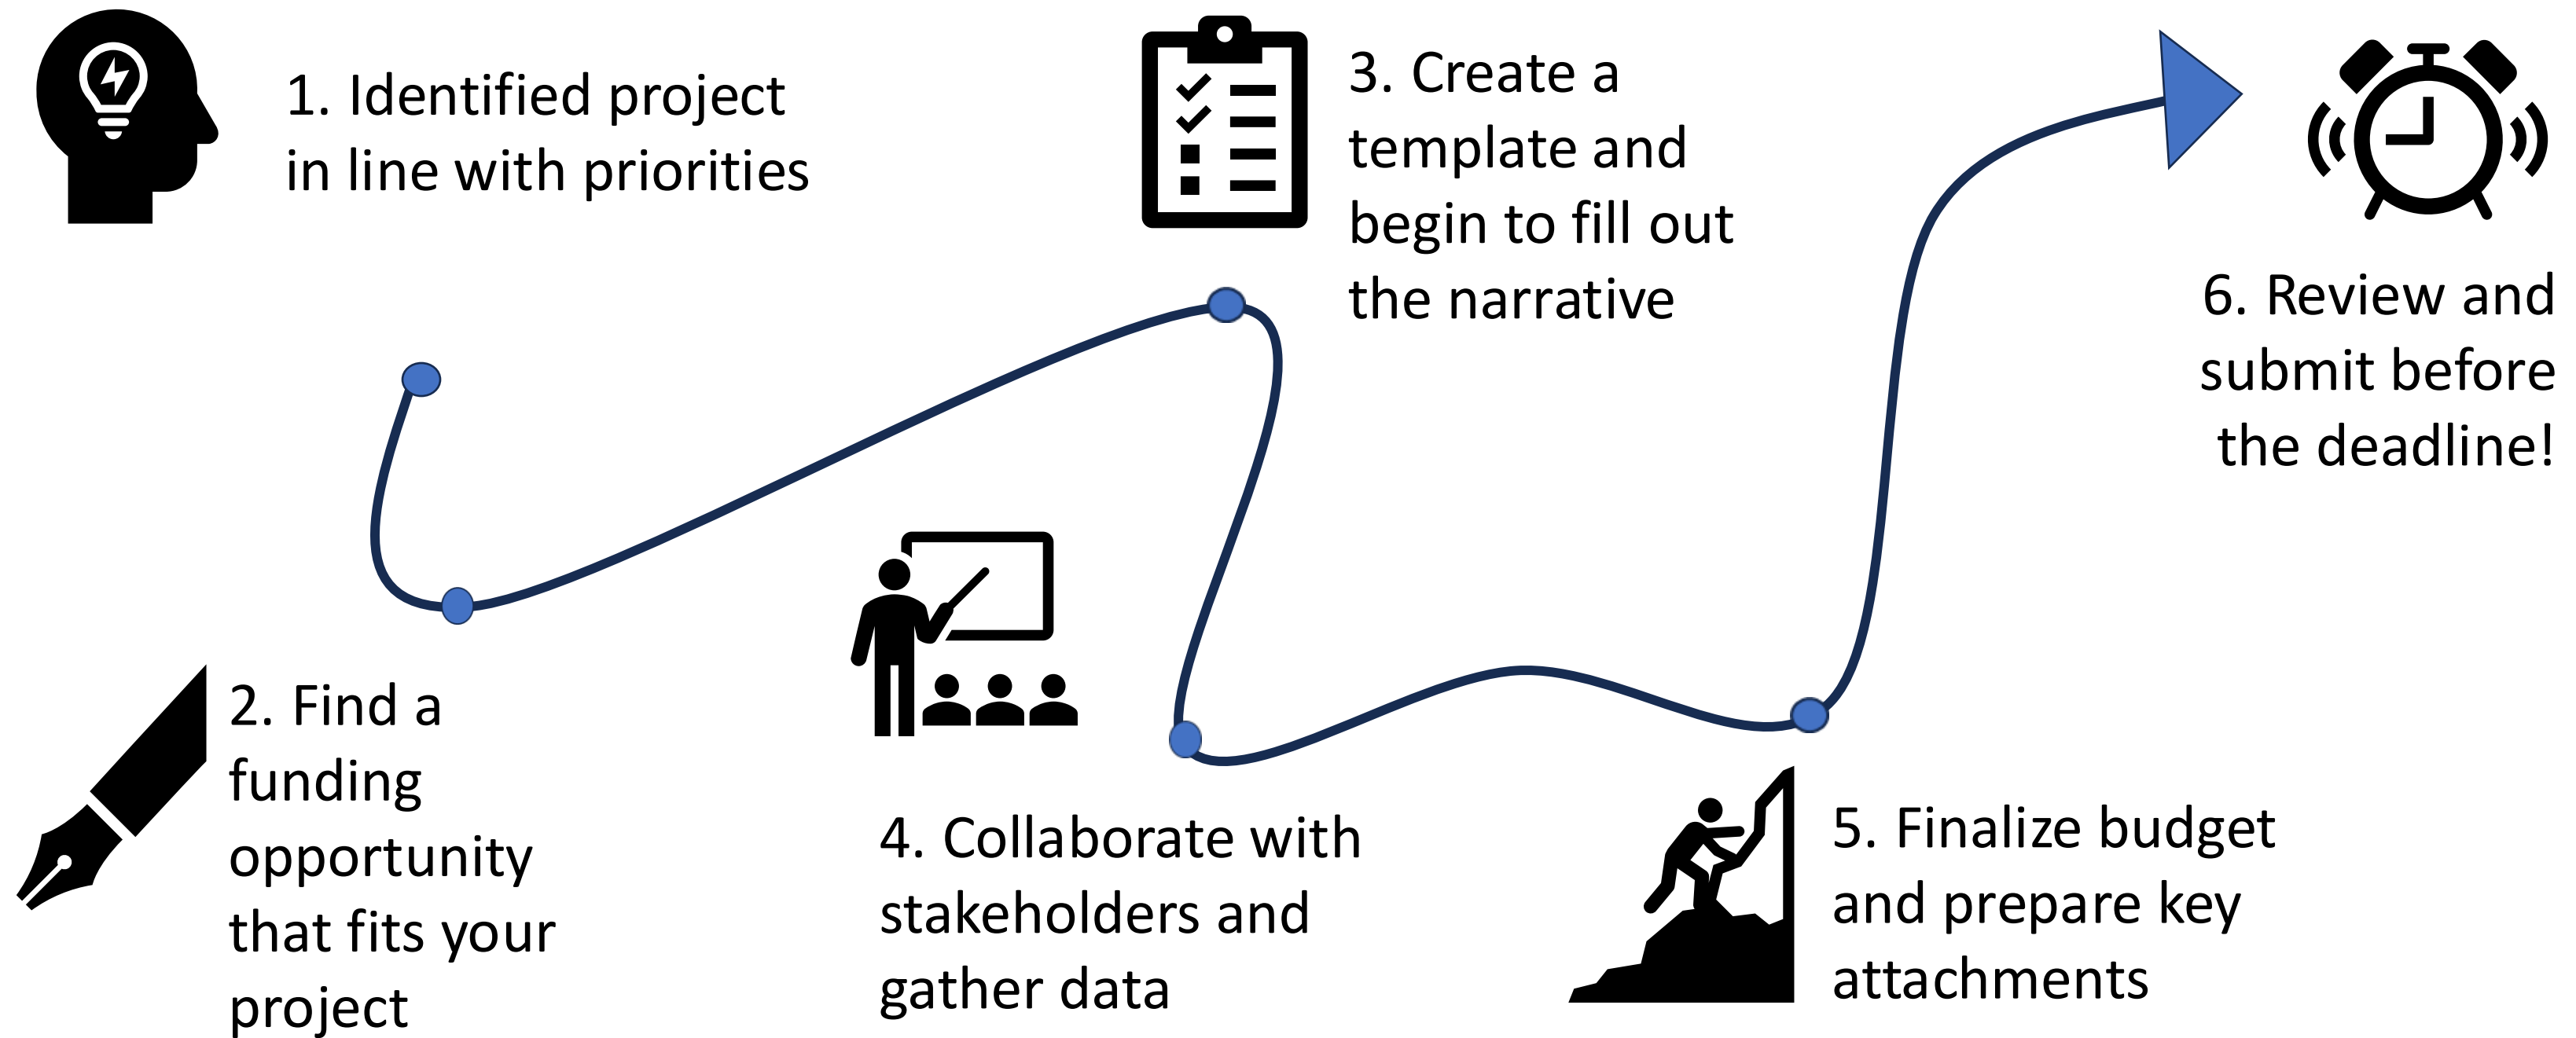 1. Identified project
in line with priorities
2. Find a
funding
opportunity
that fits your
project
3. Create a
template and
begin to fill out
the narrative
4. Collaborate with
stakeholders and
gather data
5. Finalize budget
and prepare key
attachments
6. Review and
submit before
the deadline!